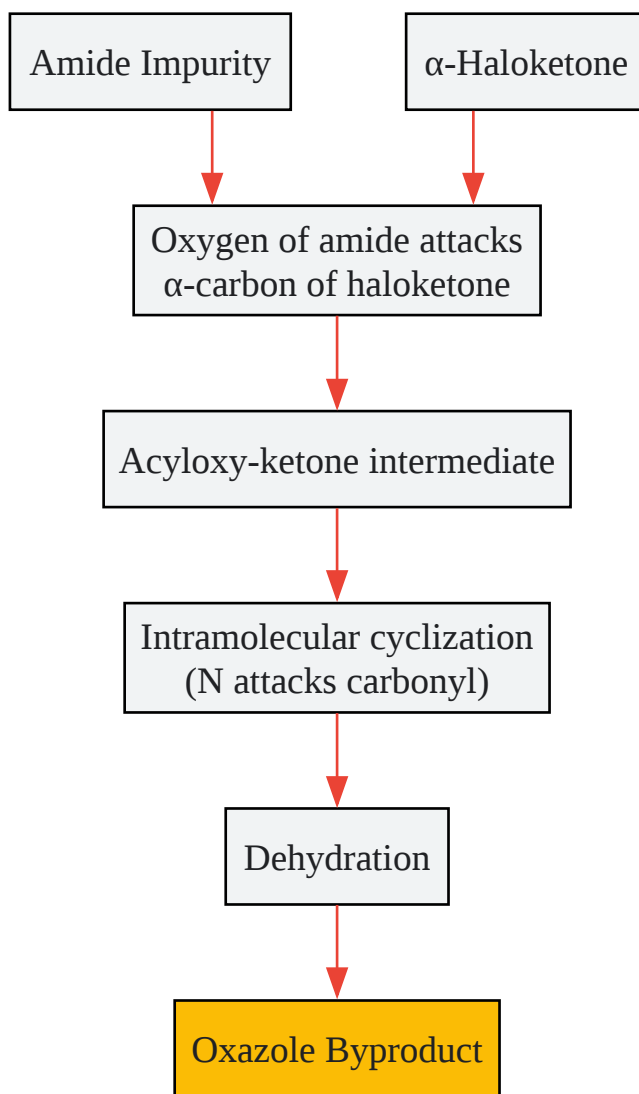 Amide Impurity
α-Haloketone
Oxygen of amide attacks
α-carbon of haloketone
Acyloxy-ketone intermediate
Intramolecular cyclization
(N attacks carbonyl)
Dehydration
Oxazole Byproduct